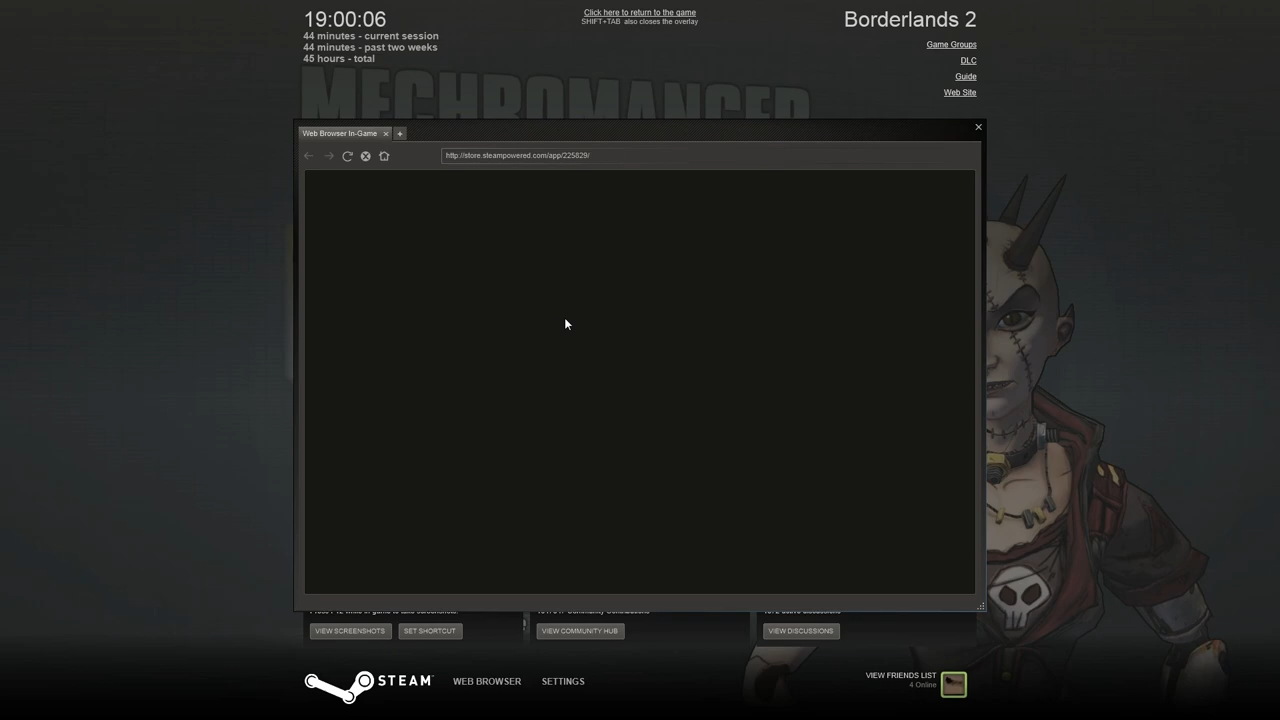 19:00:06
44 minutes - current session
44 minutes - past two weeks
45 hours - total
Click here to return to the game
SHIFT+TAB also closes the overlay
Borderlands 2
Game Groups
DLC
Guide
Web Site
MECHROMANCER
Web Browser In-Game
http://store.steampowered.com/app/225829/
VIEW SCREENSHOTS
SET SHORTCUT
VIEW COMMUNITY HUB
VIEW DISCUSSIONS
STEAM
WEB BROWSER
SETTINGS
VIEW FRIENDS LIST
4 Online